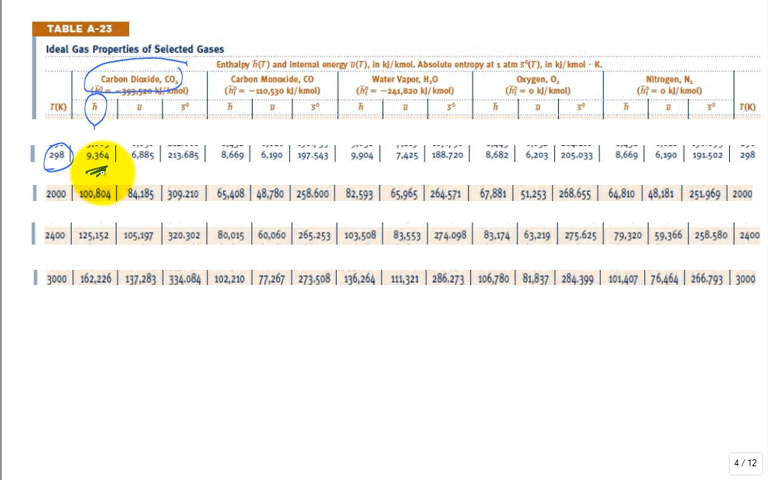 TABLE A-23
Ideal Gas Properties of Selected Gases
Enthalpy h̄(T) and internal energy ū(T), in kJ/kmol. Absolute entropy at 1 atm s̄°(T), in kJ/kmol · K.
Carbon Dioxide, CO₂ Carbon Monoxide, CO Water Vapor, H₂O Oxygen, O₂ Nitrogen, N₂
(h̄°f = −393,520 kJ/kmol) (h̄°f = −110,530 kJ/kmol) (h̄°f = −241,820 kJ/kmol) (h̄°f = 0 kJ/kmol) (h̄°f = 0 kJ/kmol)
T(K) h̄ ū s̄° h̄ ū s̄° h̄ ū s̄° h̄ ū s̄° h̄ ū s̄° T(K)
298 9,364 6,885 213.685 8,669 6,190 197.543 9,904 7,425 188.720 8,682 6,203 205.033 8,669 6,190 191.502 298
2000 100,804 84,185 309.210 65,408 48,780 258.600 82,593 65,965 264.571 67,881 51,253 268.655 64,810 48,181 251.969 2000
2400 125,152 105,197 320.302 80,015 60,060 265.253 103,508 83,553 274.098 83,174 63,219 275.625 79,320 59,366 258.580 2400
3000 162,226 137,283 334.084 102,210 77,267 273.508 136,264 111,321 286.273 106,780 81,837 284.399 101,407 76,464 266.793 3000
4 / 12